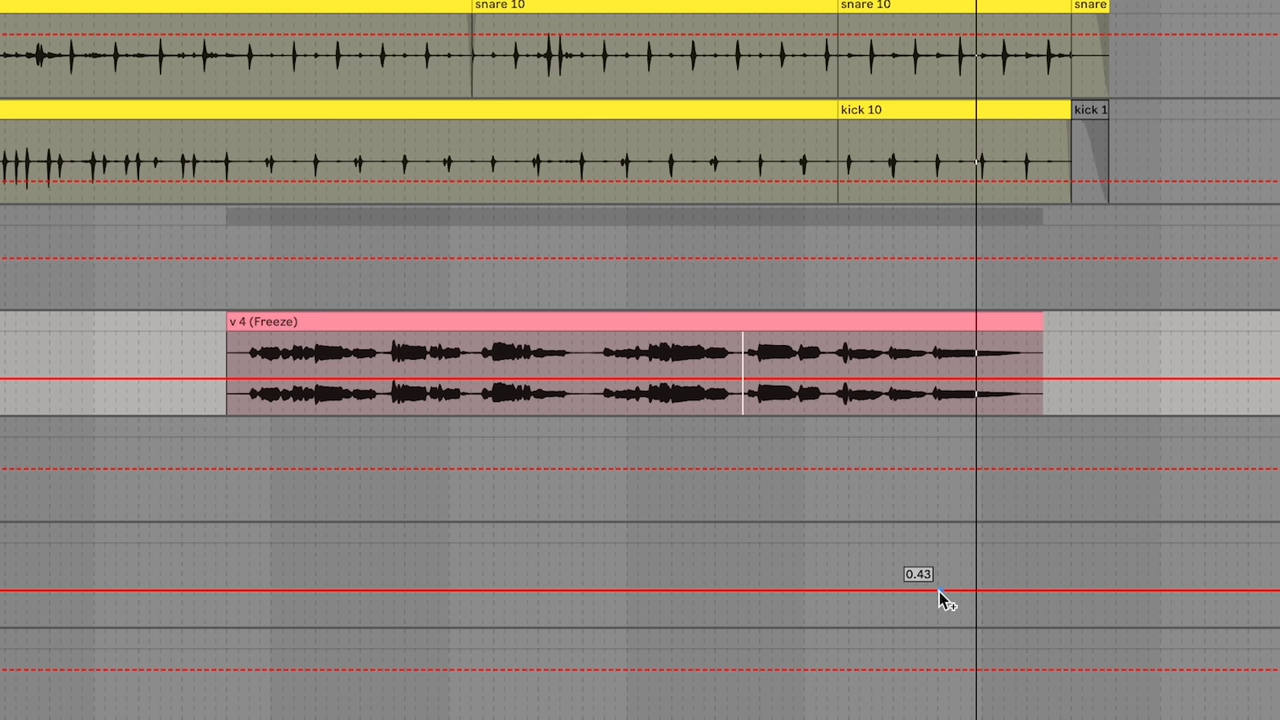 snare 10
snare 10
snare
kick 10
kick 1
v 4 (Freeze)
0.43